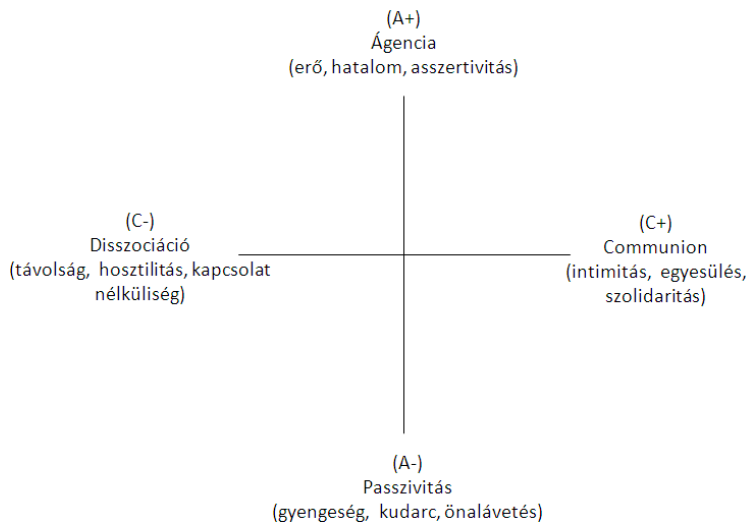 (A+)
Ágencia
(erő, hatalom, asszertivitás)
(C-)
Disszociáció
(távolság, hosztilitás, kapcsolat
nélküliség)
(C+)
Communion
(intimitás, egyesülés,
szolidaritás)
(A-)
Passzivitás
(gyengeség, kudarc, önalávetés)